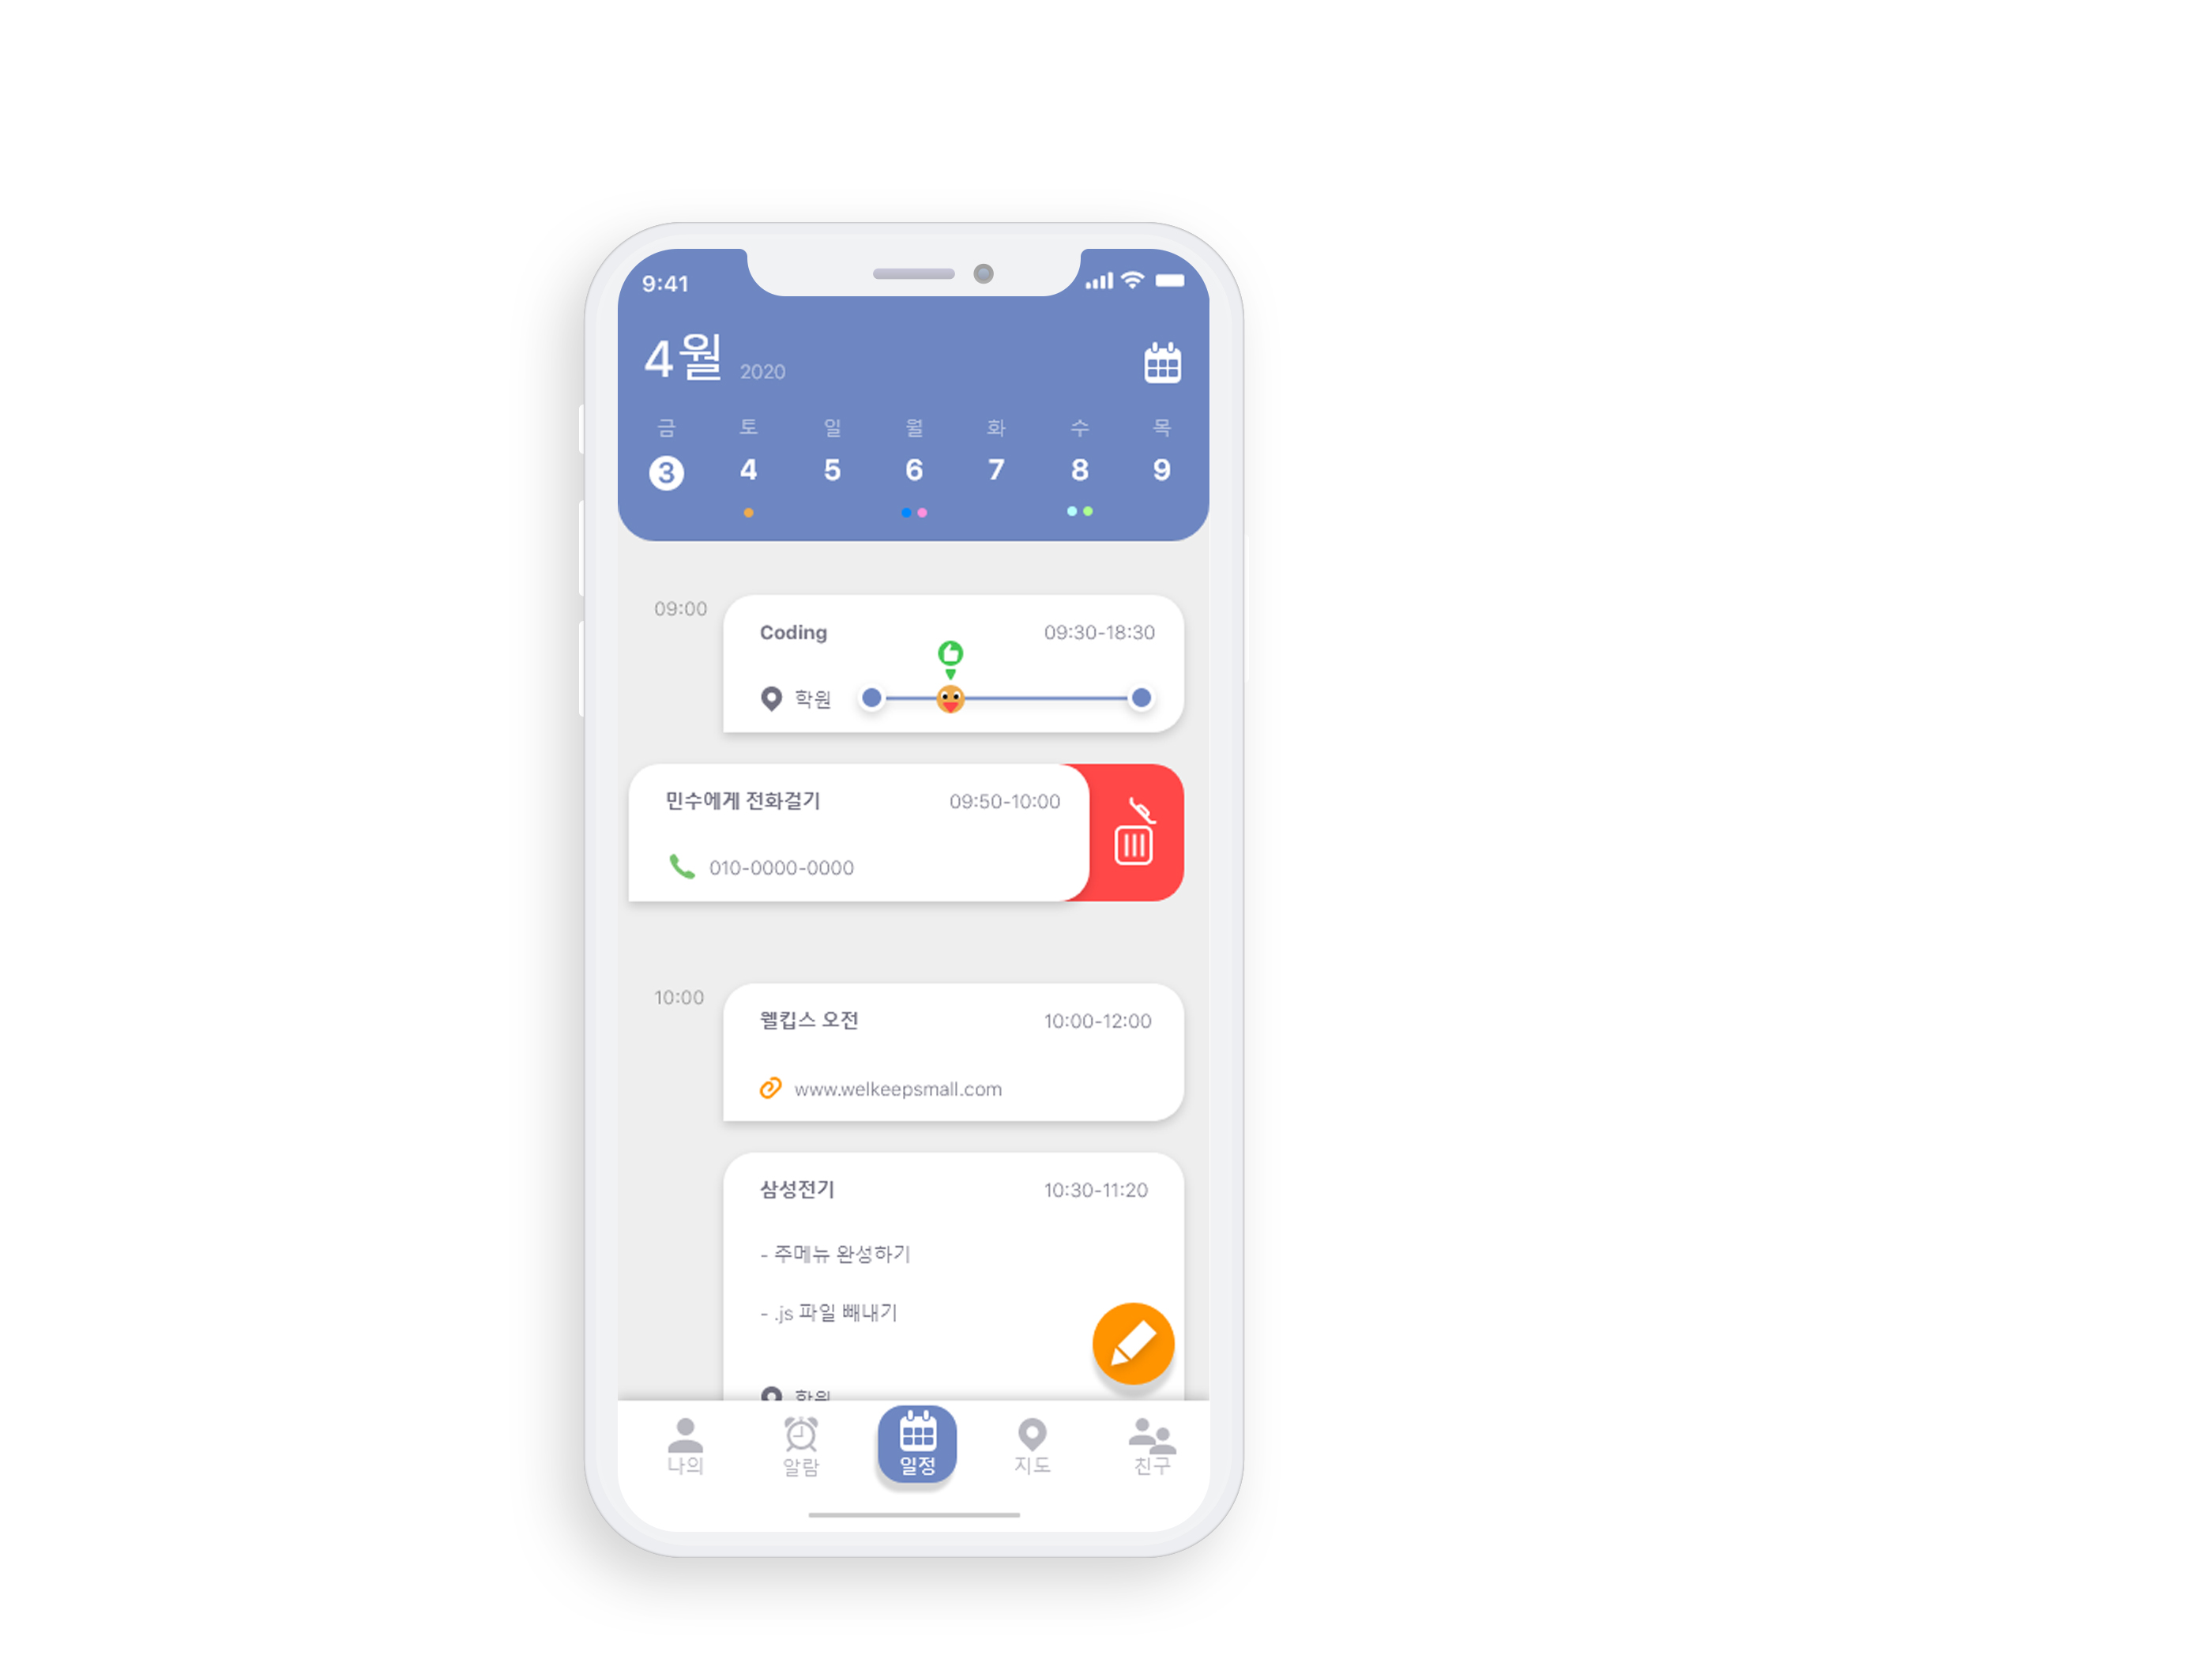 9:41
4월 2020
금 토 일 월 화 수 목
3 4 5 6 7 8 9
09:00
Coding 09:30-18:30
학원
민수에게 전화걸기 09:50-10:00
010-0000-0000
10:00
웰킵스 오전 10:00-12:00
www.welkeepsmall.com
삼성전기 10:30-11:20
- 주메뉴 완성하기
- .js 파일 빼내기
학원
나의 알람 일정 지도 친구